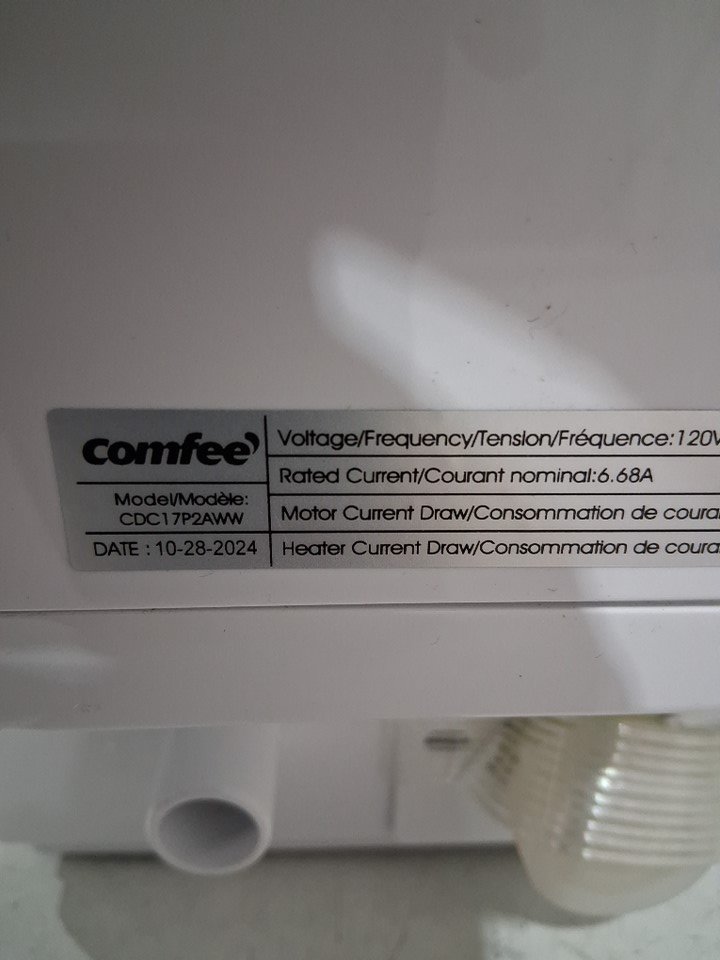 comfee
Model/Modèle:
CDC17P2AWW
DATE : 10-28-2024
Voltage/Frequency/Tension/Fréquence:120V
Rated Current/Courant nominal:6.68A
Motor Current Draw/Consommation de coura
Heater Current Draw/Consommation de coura